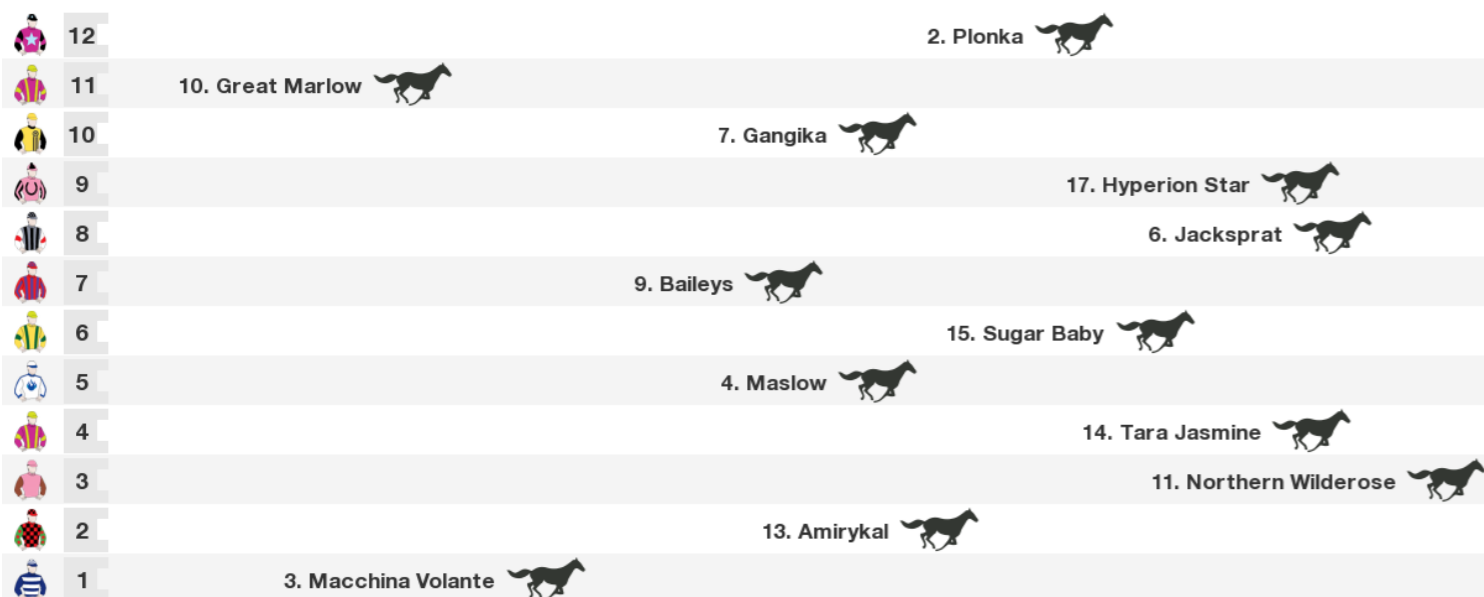 12 2. Plonka
11 10. Great Marlow
10 7. Gangika
9 17. Hyperion Star
8 6. Jacksprat
7 9. Baileys
6 15. Sugar Baby
5 4. Maslow
4 14. Tara Jasmine
3 11. Northern Wilderose
2 13. Amirykal
1 3. Macchina Volante